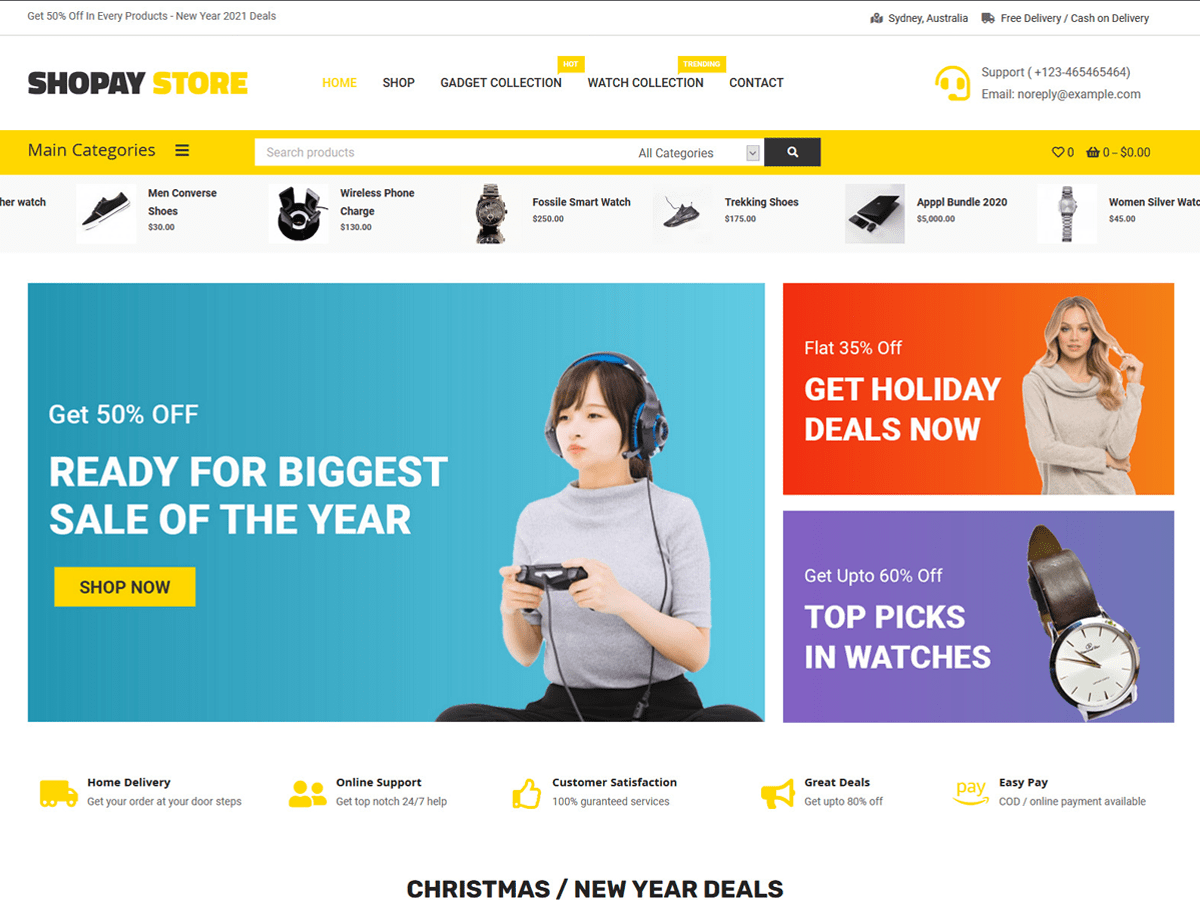 Get 50% Off In Every Products - New Year 2021 Deals
Sydney, Australia
Free Delivery / Cash on Delivery
SHOPAY STORE
HOME
SHOP
GADGET COLLECTION
HOT
WATCH COLLECTION
TRENDING
CONTACT
Support ( +123-465465464)
Email: noreply@example.com
Main Categories
Search products
All Categories
0
0 – $0.00
her watch
Men Converse
Shoes
$30.00
Wireless Phone
Charge
$130.00
Fossile Smart Watch
$250.00
Trekking Shoes
$175.00
Apppl Bundle 2020
$5,000.00
Women Silver Watc
$45.00
Get 50% OFF
READY FOR BIGGEST
SALE OF THE YEAR
SHOP NOW
Flat 35% Off
GET HOLIDAY
DEALS NOW
Get Upto 60% Off
TOP PICKS
IN WATCHES
Home Delivery
Get your order at your door steps
Online Support
Get top notch 24/7 help
Customer Satisfaction
100% guranteed services
Great Deals
Get upto 80% off
pay
Easy Pay
COD / online payment available
CHRISTMAS / NEW YEAR DEALS